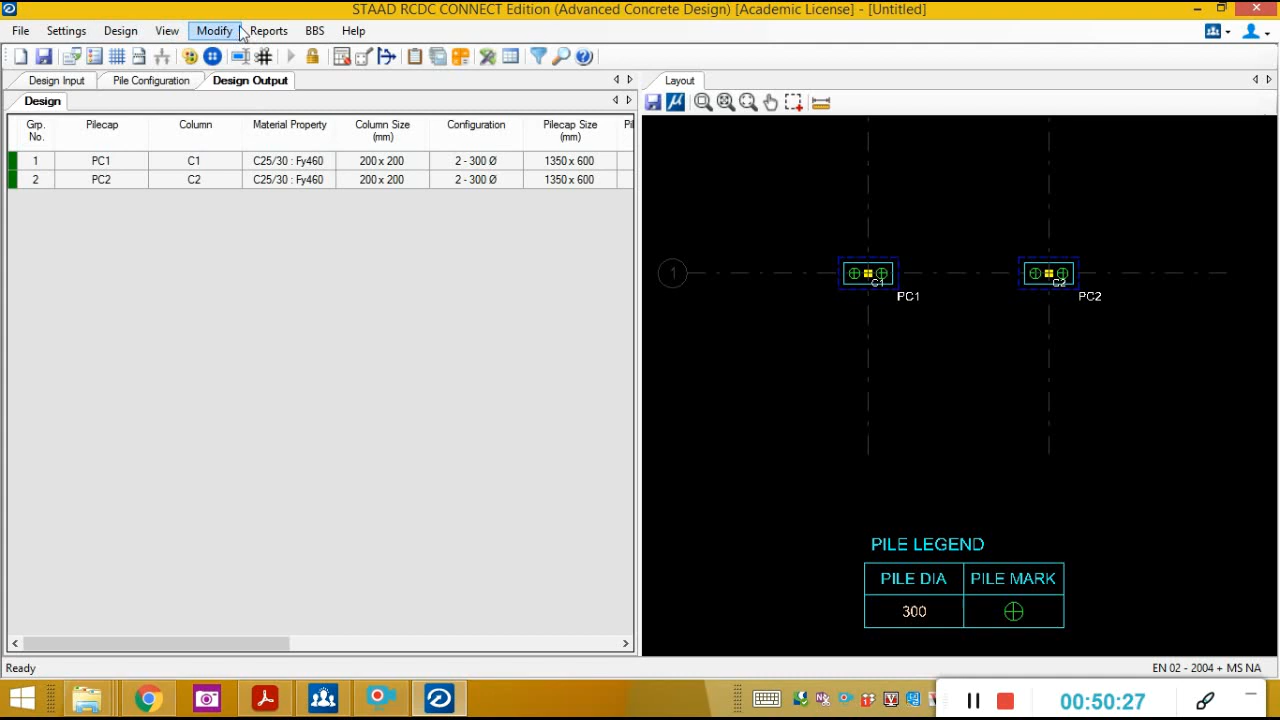 STAAD RCDC CONNECT Edition (Advanced Concrete Design) [Academic License] - [Untitled]
File Settings Design View Modify Reports BBS Help
Design Input Pile Configuration Design Output
Layout
Design
Grp. No. Pilecap Column Material Property Column Size (mm) Configuration Pilecap Size (mm)
1 PC1 C1 C25/30 : Fy460 200 x 200 2 - 300 Ø 1350 x 600
2 PC2 C2 C25/30 : Fy460 200 x 200 2 - 300 Ø 1350 x 600
1
C1
PC1
C2
PC2
PILE LEGEND
PILE DIA PILE MARK
300
Ready
EN 02 - 2004 + MS NA
00:50:27